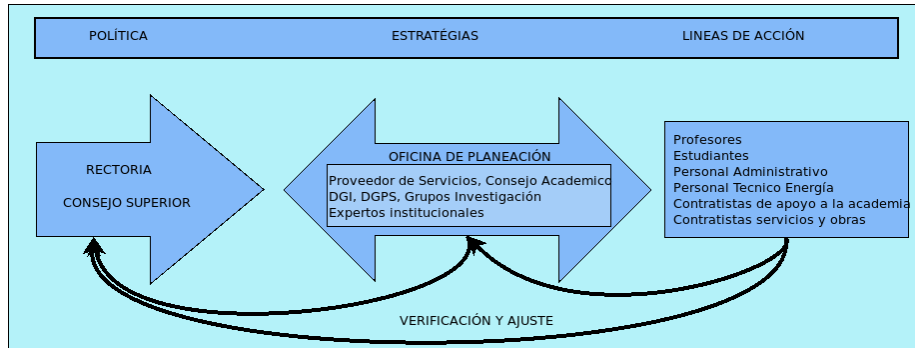 POLÍTICA ESTRATÉGIAS LINEAS DE ACCIÓN
RECTORIA
CONSEJO SUPERIOR
OFICINA DE PLANEACIÓN
Proveedor de Servicios, Consejo Academico
DGI, DGPS, Grupos Investigación
Expertos institucionales
Profesores
Estudiantes
Personal Administrativo
Personal Tecnico Energía
Contratistas de apoyo a la academia
Contratistas servicios y obras
VERIFICACIÓN Y AJUSTE